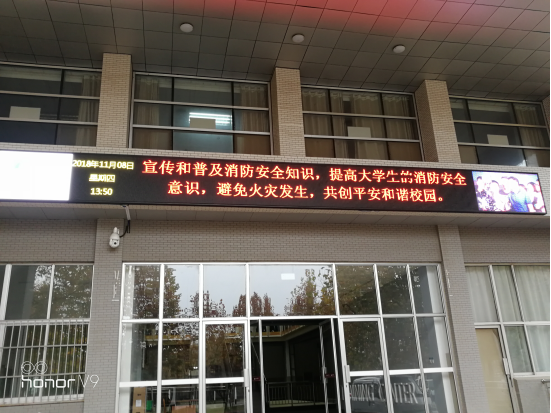 2018年11月08日
星期四
13:50
宣传和普及消防安全知识，提高大学生的消防安全
意识，避免火灾发生，共创平安和谐校园。
CENTER
honor V9